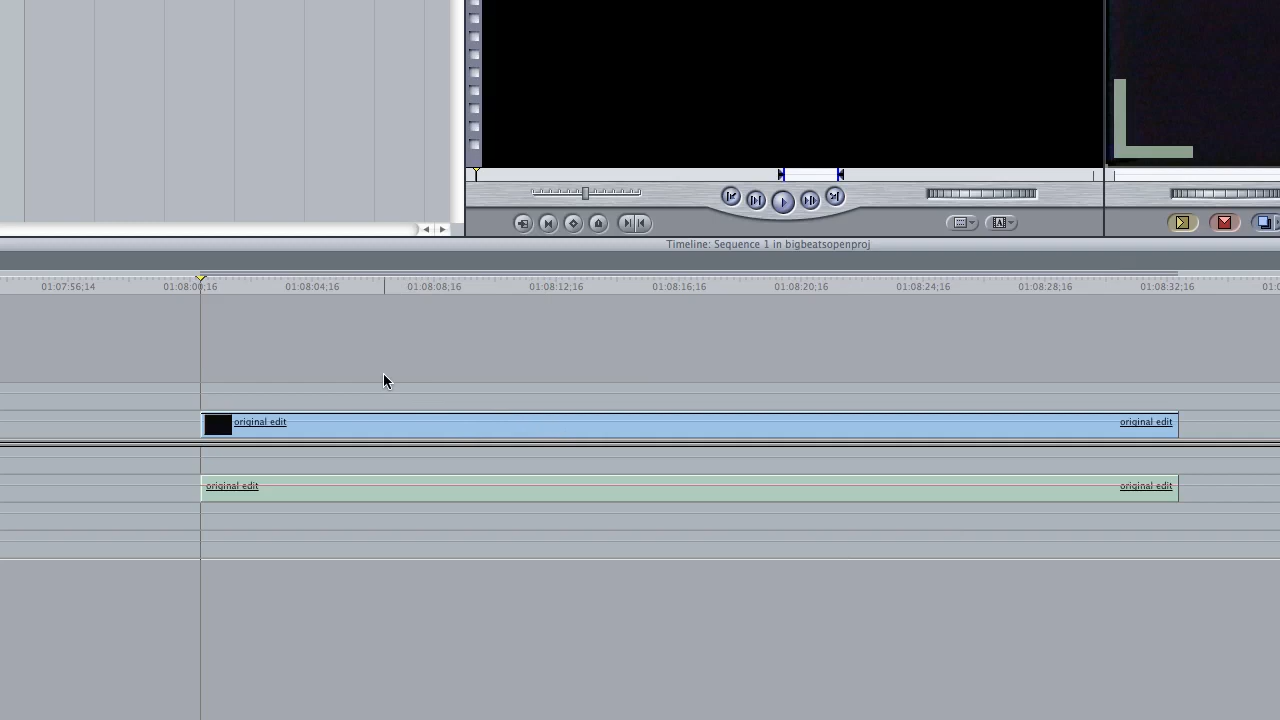 Timeline: Sequence 1 in bigbeatsopenproj
01:07:56;14 01:08:00;16 01:08:04;16 01:08:08;16 01:08:12;16 01:08:16;16 01:08:20;16 01:08:24;16 01:08:28;16 01:08:32;16
original edit original edit
original edit original edit